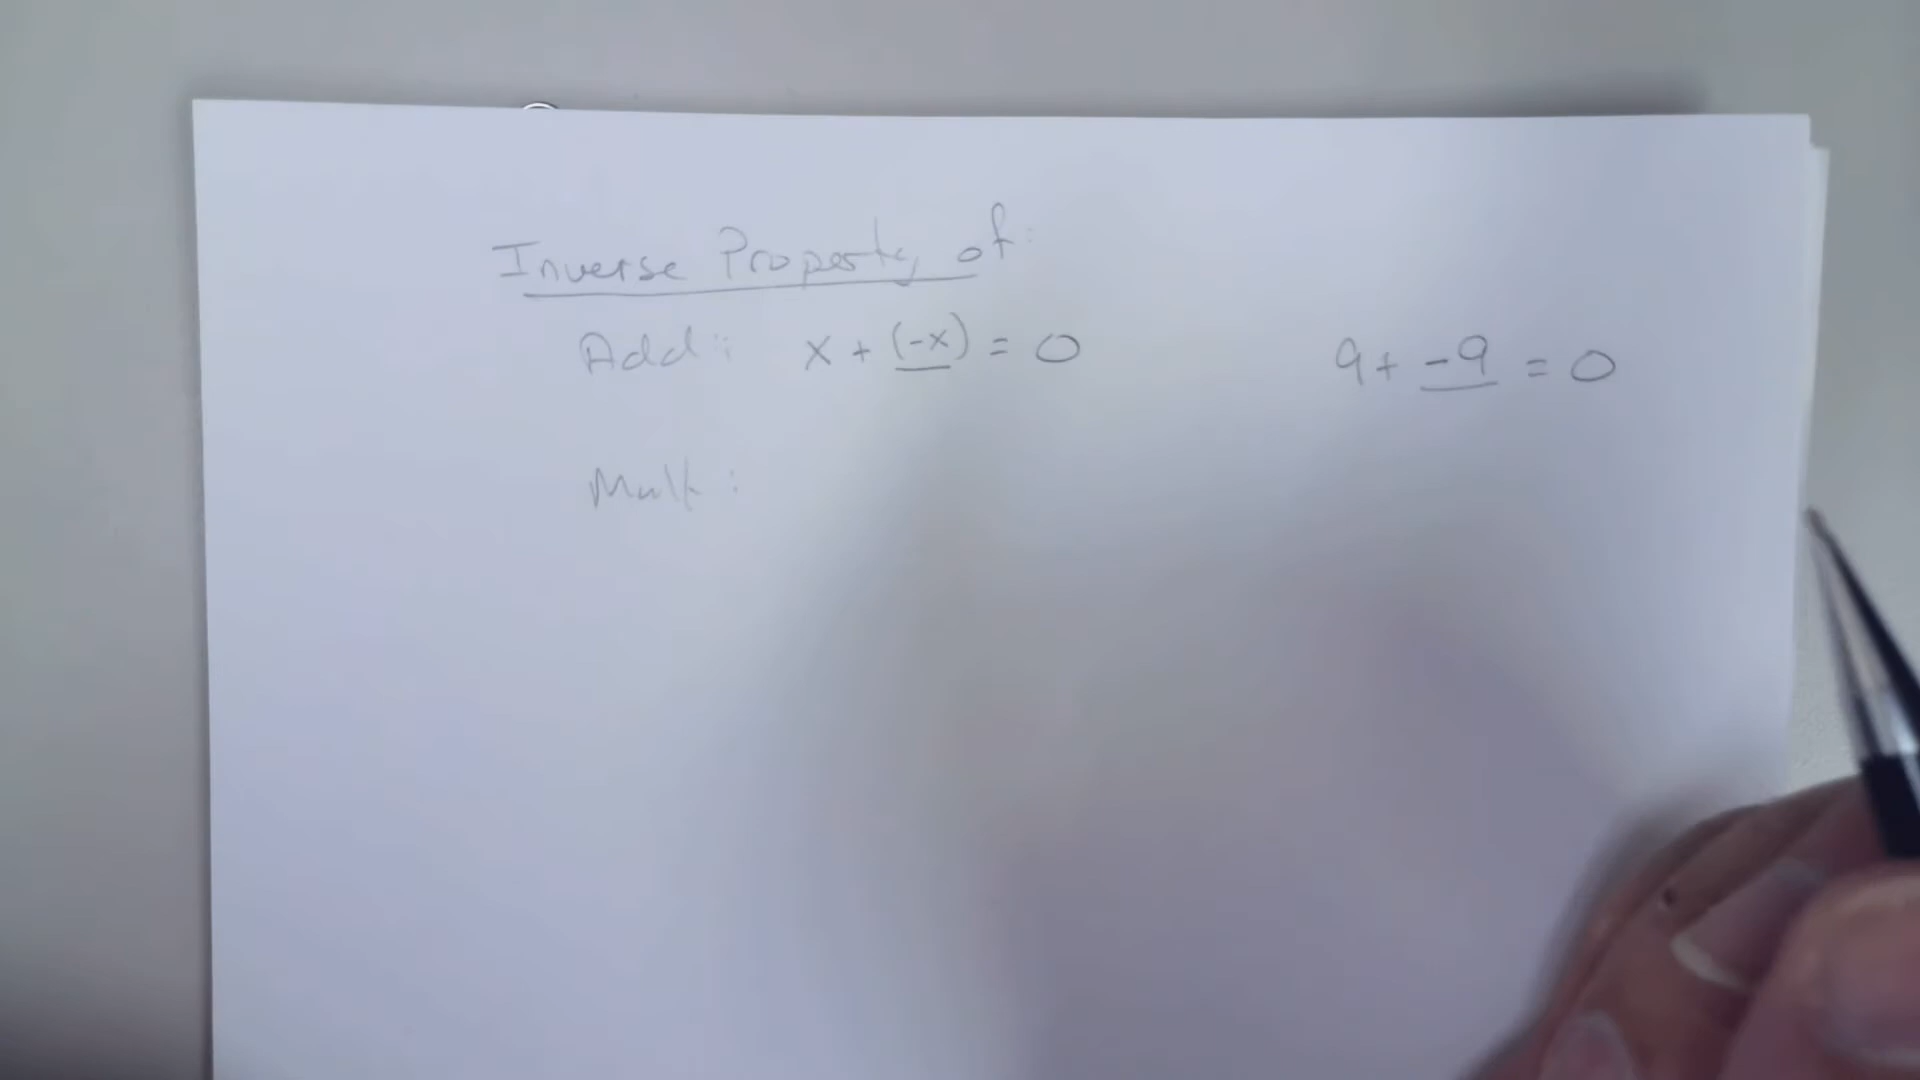 Inverse Property of:
Add: x + (-x) = 0 9 + -9 = 0
Mult: